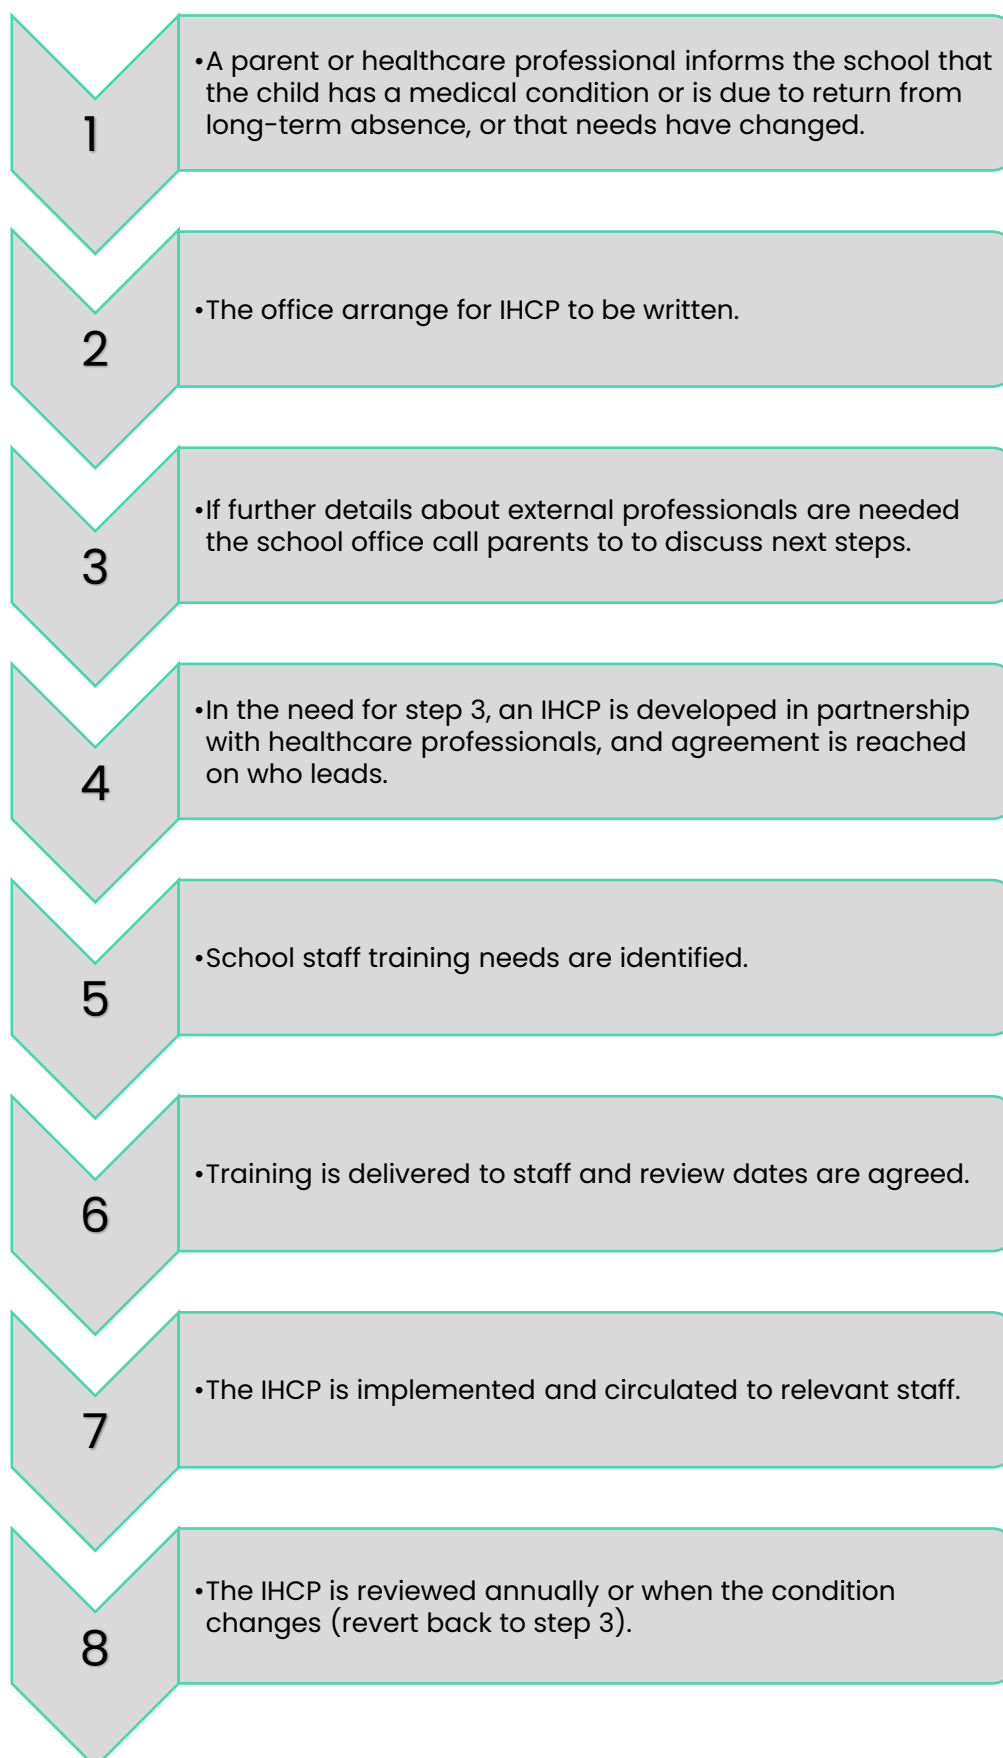 1
•A parent or healthcare professional informs the school that
the child has a medical condition or is due to return from
long-term absence, or that needs have changed.
2
•The office arrange for IHCP to be written.
3
•If further details about external professionals are needed
the school office call parents to to discuss next steps.
4
•In the need for step 3, an IHCP is developed in partnership
with healthcare professionals, and agreement is reached
on who leads.
5
•School staff training needs are identified.
6
•Training is delivered to staff and review dates are agreed.
7
•The IHCP is implemented and circulated to relevant staff.
8
•The IHCP is reviewed annually or when the condition
changes (revert back to step 3).